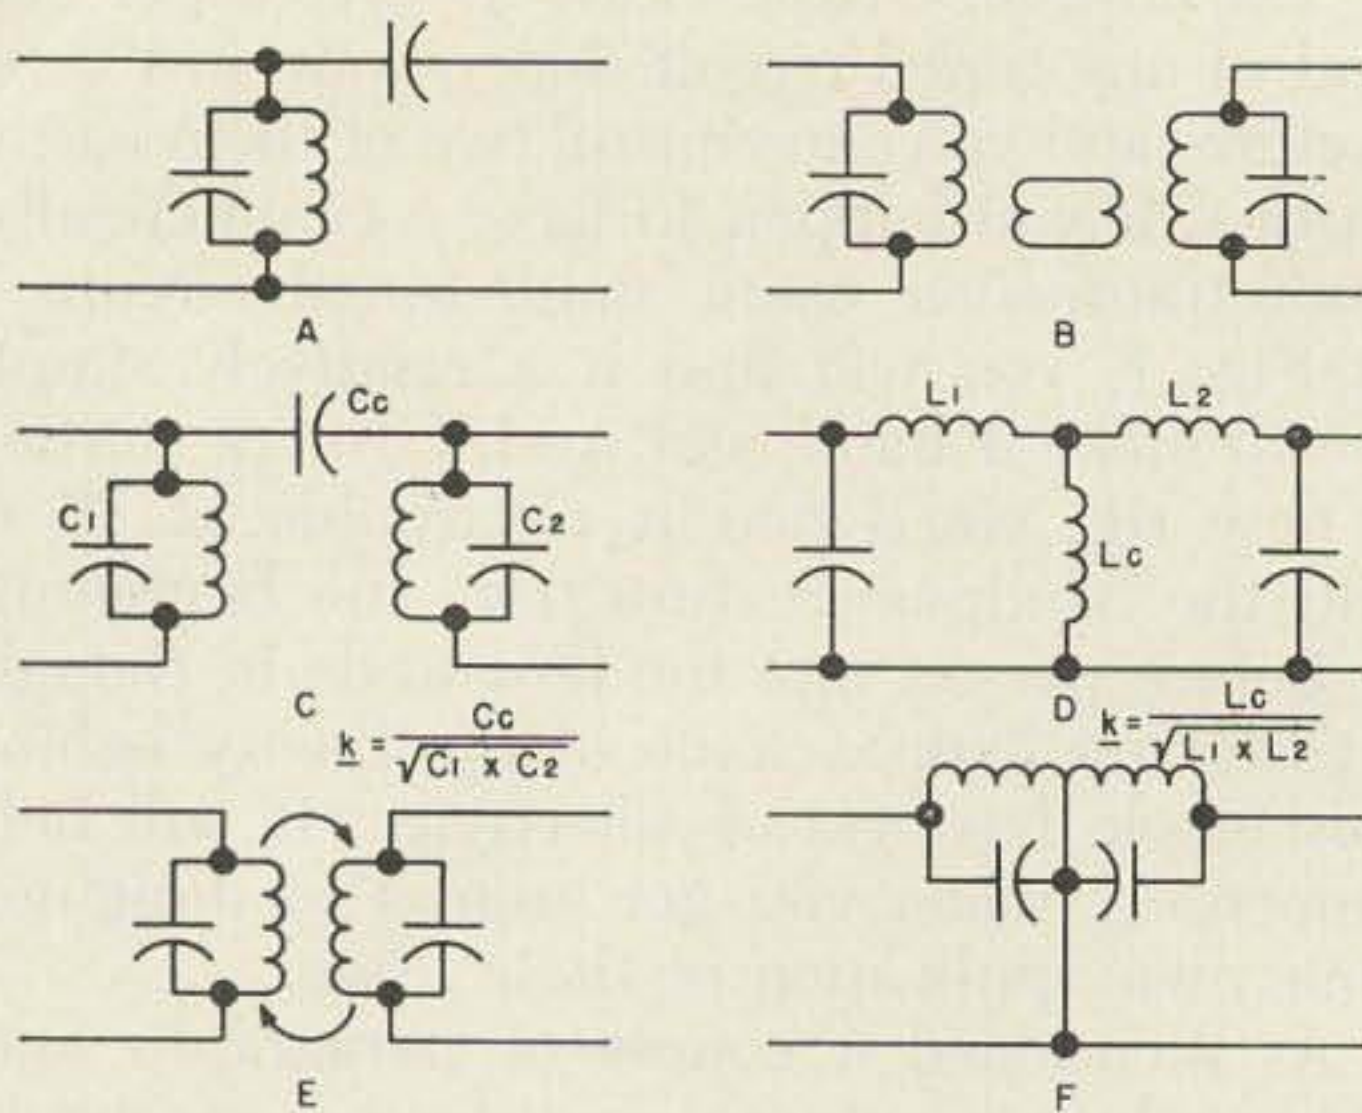 A
B
Cc
C1
C2
C
k = Cc / √C1 x C2
L1
L2
Lc
D
k = Lc / √L1 x L2
E
F